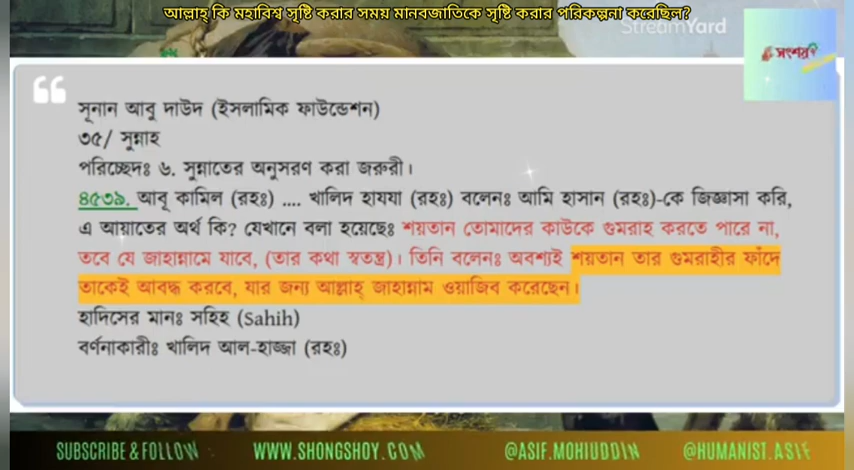 আল্লাহ্ কি মহাবিশ্ব সৃষ্টি করার সময় মানবজাতিকে সৃষ্টি করার পরিকল্পনা করেছিল?
StreamYard
সংশয়
সূনান আবু দাউদ (ইসলামিক ফাউন্ডেশন)
৩৫/ সুন্নাহ
পরিচ্ছেদঃ ৬. সুন্নাতের অনুসরণ করা জরুরী।
৪৫৩৯. আবূ কামিল (রহঃ) .... খালিদ হাযযা (রহঃ) বলেনঃ আমি হাসান (রহঃ)-কে জিজ্ঞাসা করি,
এ আয়াতের অর্থ কি? যেখানে বলা হয়েছেঃ শয়তান তোমাদের কাউকে গুমরাহ করতে পারে না,
তবে যে জাহান্নামে যাবে, (তার কথা স্বতন্ত্র)। তিনি বলেনঃ অবশ্যই শয়তান তার গুমরাহীর ফাঁদে
তাকেই আবদ্ধ করবে, যার জন্য আল্লাহ্ জাহান্নাম ওয়াজিব করেছেন।
হাদিসের মানঃ সহিহ (Sahih)
বর্ণনাকারীঃ খালিদ আল-হাজ্জা (রহঃ)
SUBSCRIBE & FOLLOW WWW.SHONGSHOY.COM @ASIF.MOHIUDDIN @HUMANIST.ASIF